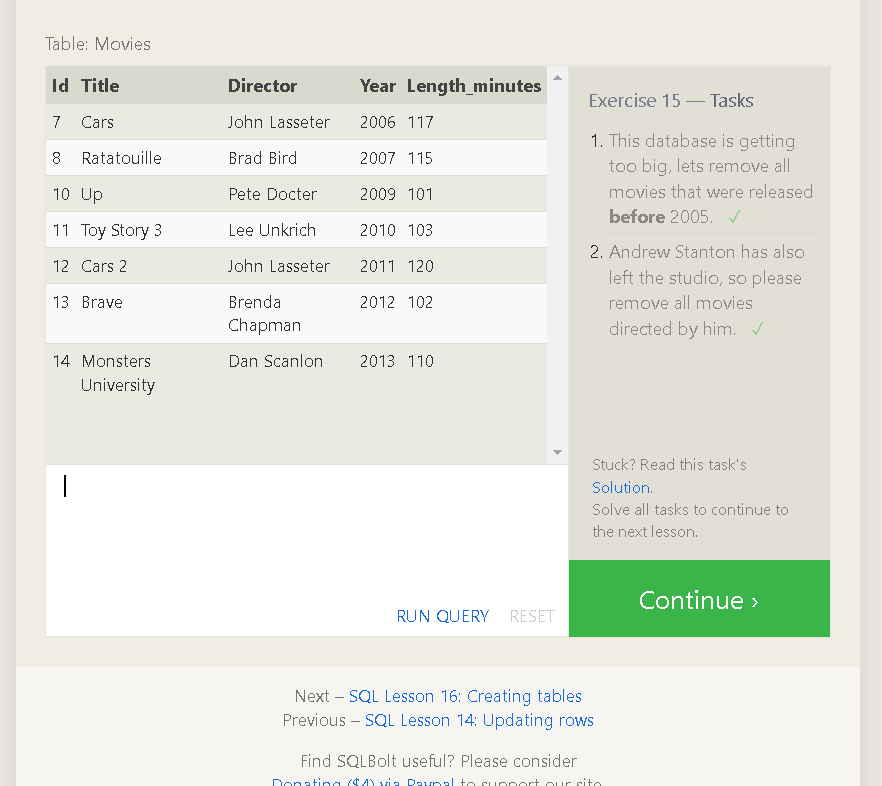 Table: Movies
Id Title Director Year Length_minutes
7 Cars John Lasseter 2006 117
8 Ratatouille Brad Bird 2007 115
10 Up Pete Docter 2009 101
11 Toy Story 3 Lee Unkrich 2010 103
12 Cars 2 John Lasseter 2011 120
13 Brave Brenda 2012 102
Chapman
14 Monsters Dan Scanlon 2013 110
University
RUN QUERY RESET
Exercise 15 — Tasks
1. This database is getting
too big, lets remove all
movies that were released
before 2005. ✓
2. Andrew Stanton has also
left the studio, so please
remove all movies
directed by him. ✓
Stuck? Read this task's
Solution.
Solve all tasks to continue to
the next lesson.
Continue ›
Next – SQL Lesson 16: Creating tables
Previous – SQL Lesson 14: Updating rows
Find SQLBolt useful? Please consider
Donating ($4) via Paypal to support our site.